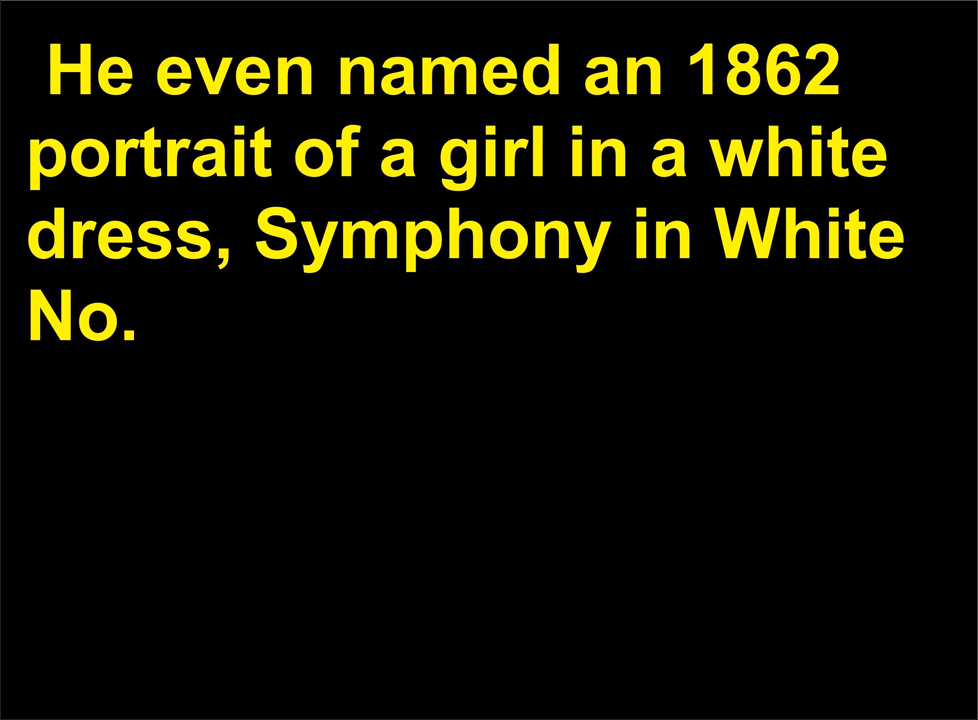 He even named an 1862
portrait of a girl in a white
dress, Symphony in White
No.